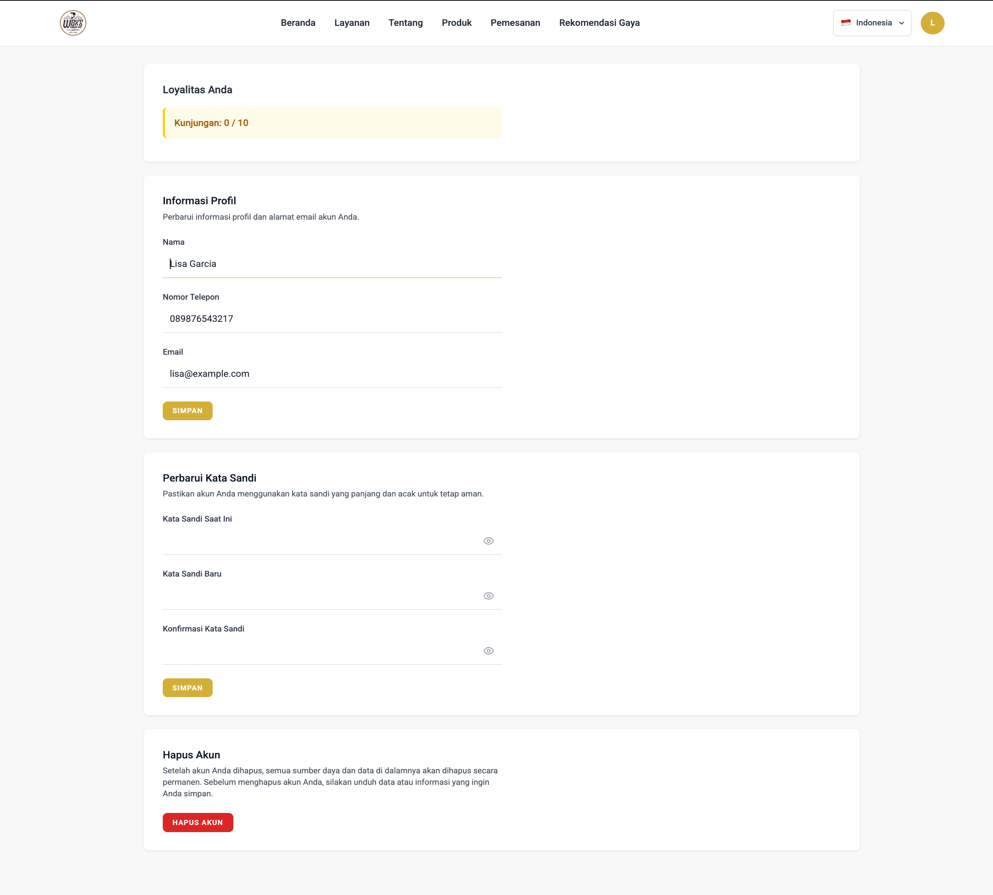 Beranda Layanan Tentang Produk Pemesanan Rekomendasi Gaya Indonesia L
Loyalitas Anda
Kunjungan: 0 / 10
Informasi Profil
Perbarui informasi profil dan alamat email akun Anda.
Nama
Lisa Garcia
Nomor Telepon
089876543217
Email
lisa@example.com
SIMPAN
Perbarui Kata Sandi
Pastikan akun Anda menggunakan kata sandi yang panjang dan acak untuk tetap aman.
Kata Sandi Saat Ini
Kata Sandi Baru
Konfirmasi Kata Sandi
SIMPAN
Hapus Akun
Setelah akun Anda dihapus, semua sumber daya dan data di dalamnya akan dihapus secara
permanen. Sebelum menghapus akun Anda, silakan unduh data atau informasi yang ingin
Anda simpan.
HAPUS AKUN